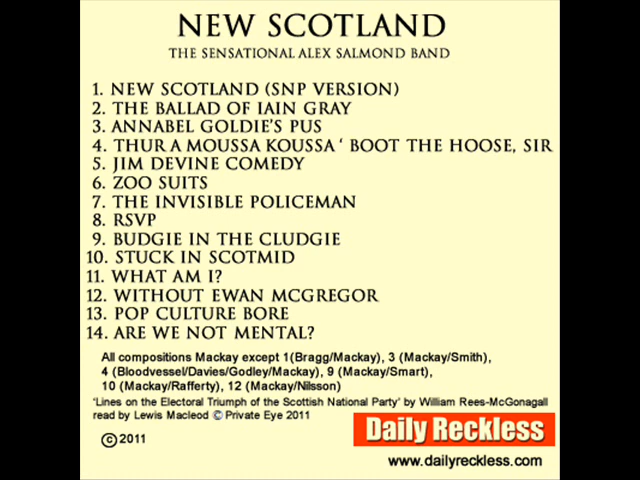 NEW SCOTLAND
THE SENSATIONAL ALEX SALMOND BAND
1. NEW SCOTLAND (SNP VERSION)
2. THE BALLAD OF IAIN GRAY
3. ANNABEL GOLDIE'S PUS
4. THUR A MOUSSA KOUSSA ' BOOT THE HOOSE, SIR
5. JIM DEVINE COMEDY
6. ZOO SUITS
7. THE INVISIBLE POLICEMAN
8. RSVP
9. BUDGIE IN THE CLUDGIE
10. STUCK IN SCOTMID
11. WHAT AM I?
12. WITHOUT EWAN MCGREGOR
13. POP CULTURE BORE
14. ARE WE NOT MENTAL?
All compositions Mackay except 1(Bragg/Mackay), 3 (Mackay/Smith),
4 (Bloodvessel/Davies/Godley/Mackay), 9 (Mackay/Smart),
10 (Mackay/Rafferty), 12 (Mackay/Nilsson)
'Lines on the Electoral Triumph of the Scottish National Party' by William Rees-McGonagall
read by Lewis Macleod © Private Eye 2011
© 2011
Daily Reckless
www.dailyreckless.com